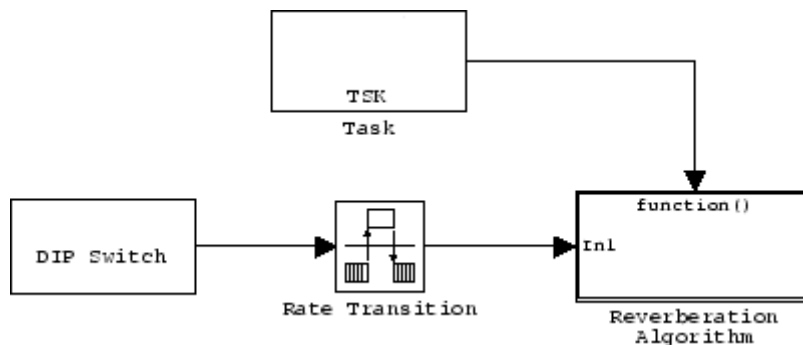 TSK
Task
function()
DIP Switch
In1
Rate Transition
Reverberation
Algorithm